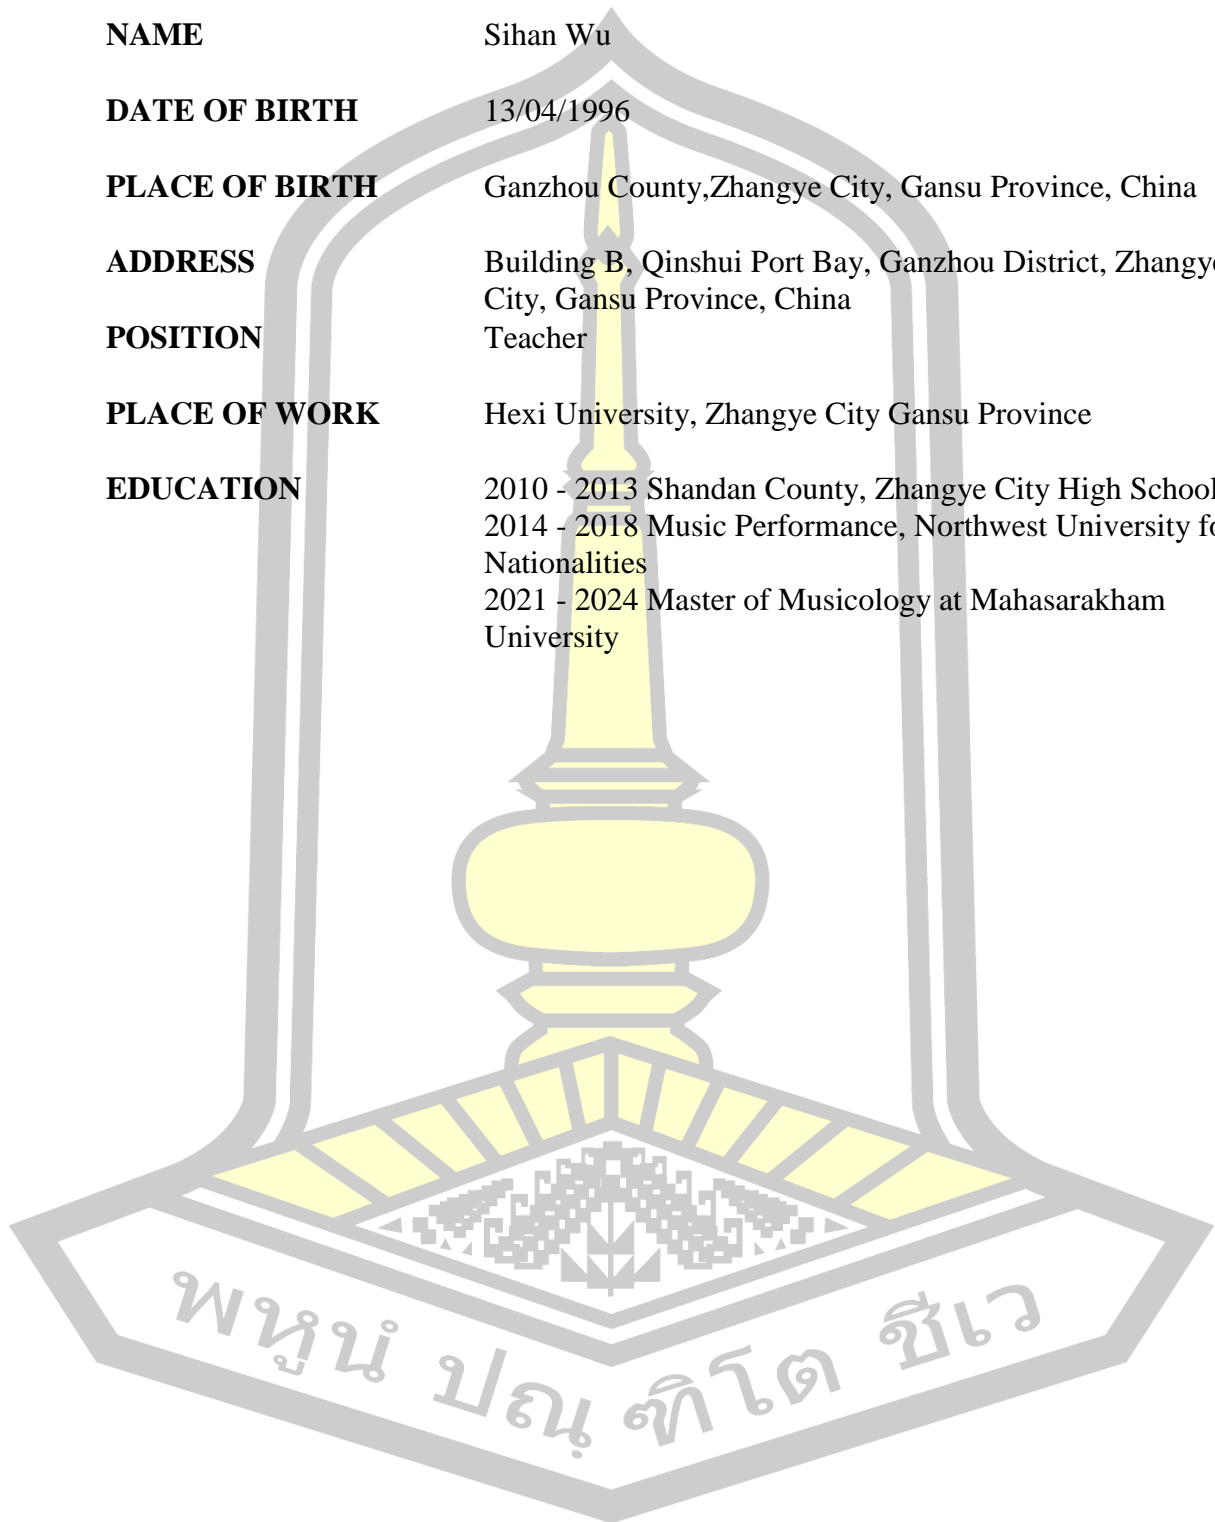 NAME Sihan Wu
DATE OF BIRTH 13/04/1996
PLACE OF BIRTH Ganzhou County,Zhangye City, Gansu Province, China
ADDRESS Building B, Qinshui Port Bay, Ganzhou District, Zhangye
City, Gansu Province, China
POSITION Teacher
PLACE OF WORK Hexi University, Zhangye City Gansu Province
EDUCATION 2010 - 2013 Shandan County, Zhangye City High School
2014 - 2018 Music Performance, Northwest University fo
Nationalities
2021 - 2024 Master of Musicology at Mahasarakham
University
พหูนํ ปณฺฑิโต ชีเว